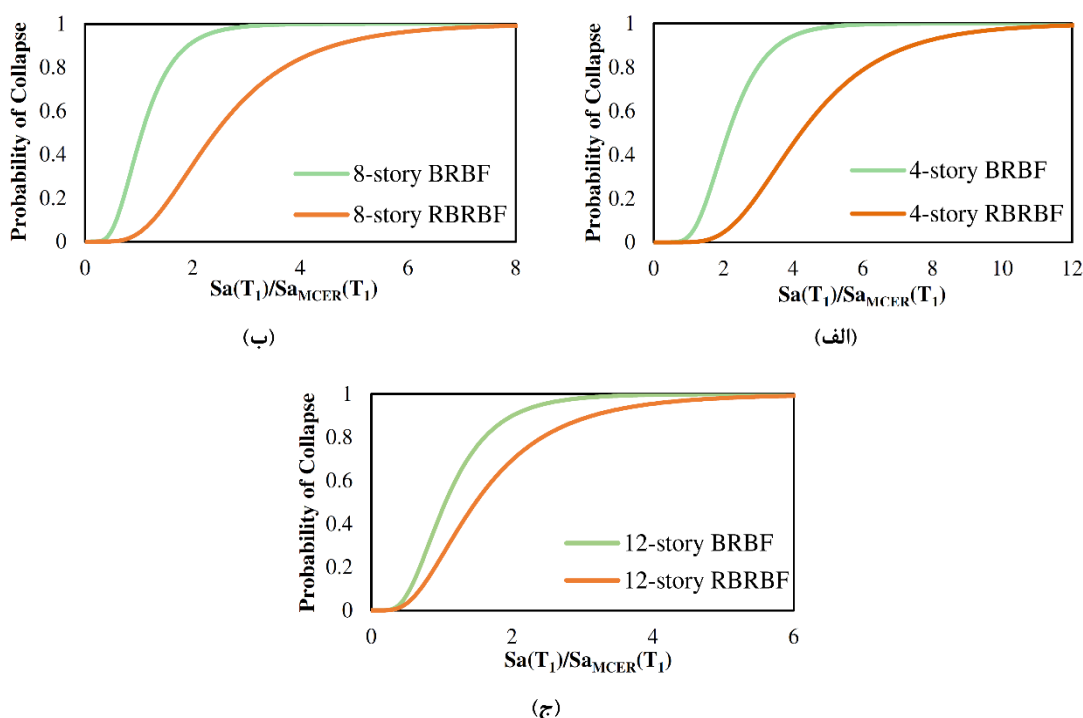 Probability of Collapse
1
0.8
0.6
0.4
0.2
0
8-story BRBF
8-story RBRBF
0 2 4 6 8
Sa(T₁)/Sa_MCER(T₁)
(ب)
Probability of Collapse
1
0.8
0.6
0.4
0.2
0
4-story BRBF
4-story RBRBF
0 2 4 6 8 10 12
Sa(T₁)/Sa_MCER(T₁)
(الف)
Probability of Collapse
1
0.8
0.6
0.4
0.2
0
12-story BRBF
12-story RBRBF
0 2 4 6
Sa(T₁)/Sa_MCER(T₁)
(ج)